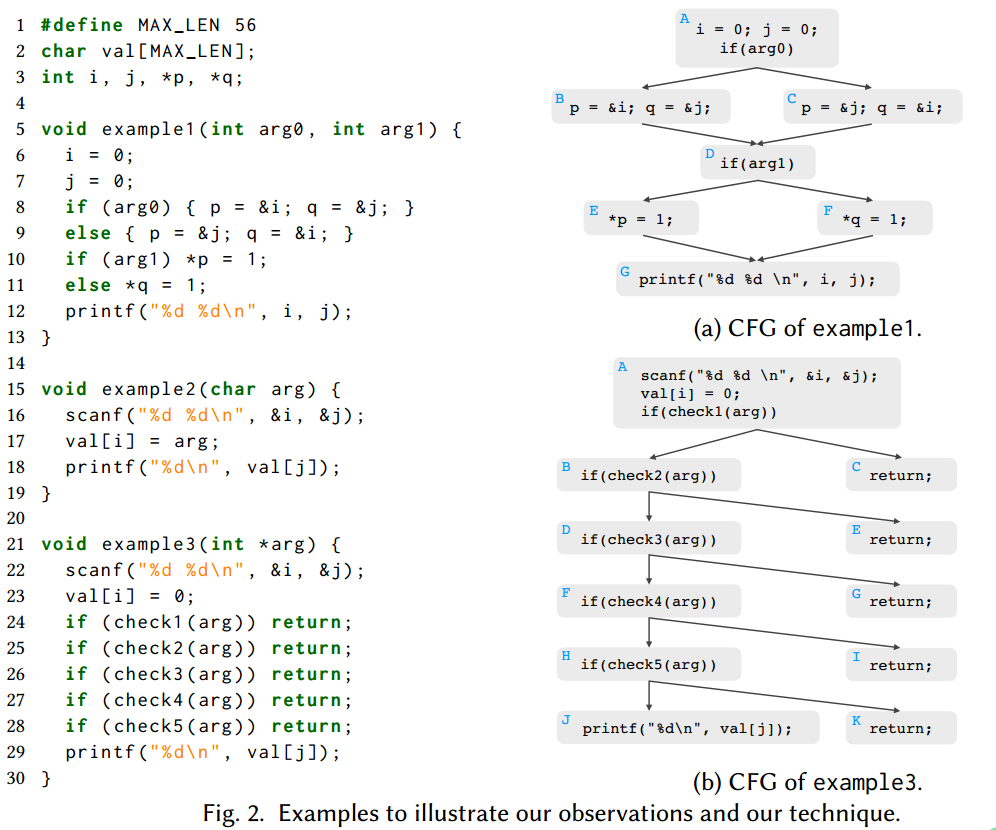 1 #define MAX_LEN 56
2 char val[MAX_LEN];
3 int i, j, *p, *q;
4
5 void example1(int arg0, int arg1) {
6   i = 0;
7   j = 0;
8   if (arg0) { p = &i; q = &j; }
9   else { p = &j; q = &i; }
10   if (arg1) *p = 1;
11   else *q = 1;
12   printf("%d %d\n", i, j);
13 }
14
15 void example2(char arg) {
16   scanf("%d %d\n", &i, &j);
17   val[i] = arg;
18   printf("%d\n", val[j]);
19 }
20
21 void example3(int *arg) {
22   scanf("%d %d\n", &i, &j);
23   val[i] = 0;
24   if (check1(arg)) return;
25   if (check2(arg)) return;
26   if (check3(arg)) return;
27   if (check4(arg)) return;
28   if (check5(arg)) return;
29   printf("%d\n", val[j]);
30 }
A i = 0; j = 0;
if(arg0)
B p = &i; q = &j;
C p = &j; q = &i;
D if(arg1)
E *p = 1;
F *q = 1;
G printf("%d %d \n", i, j);
(a) CFG of example1.
A scanf("%d %d \n", &i, &j);
val[i] = 0;
if(check1(arg))
B if(check2(arg))
C return;
D if(check3(arg))
E return;
F if(check4(arg))
G return;
H if(check5(arg))
I return;
J printf("%d\n", val[j]);
K return;
(b) CFG of example3.
Fig. 2. Examples to illustrate our observations and our technique.